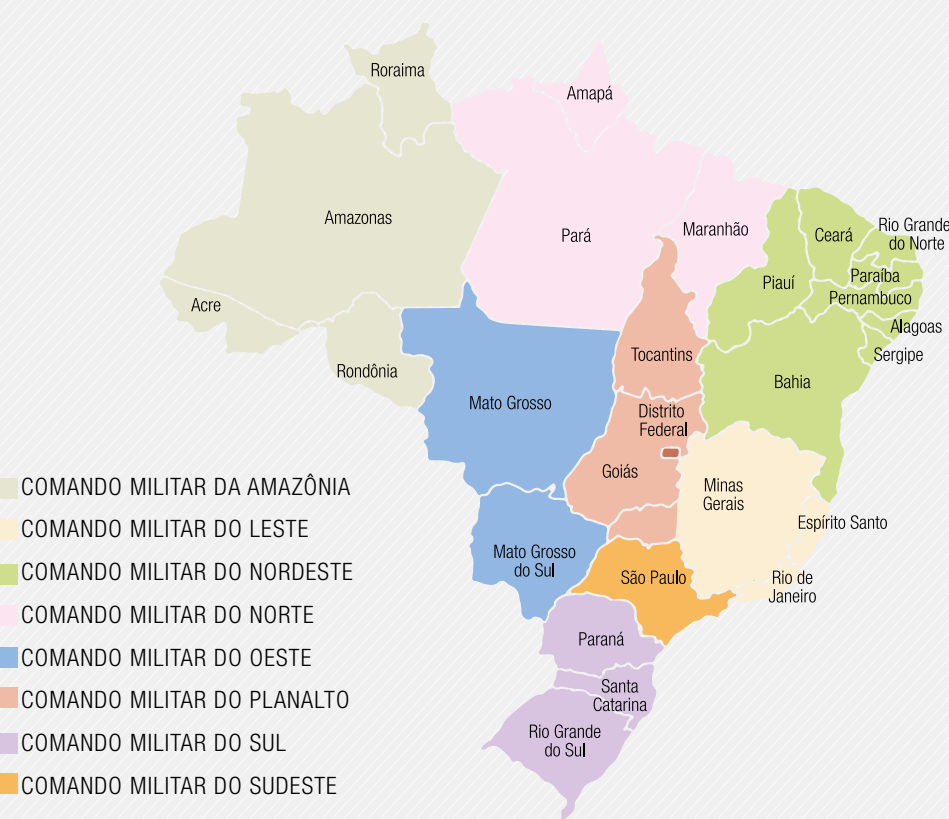 Roraima
Amapá
Amazonas
Pará
Maranhão
Ceará
Rio Grande
do Norte
Piauí
Paraíba
Pernambuco
Acre
Alagoas
Sergipe
Rondônia
Tocantins
Bahia
Mato Grosso
Distrito
Federal
Goiás
Minas
Gerais
Espírito Santo
Mato Grosso
do Sul
São Paulo
Rio de
Janeiro
Paraná
Santa
Catarina
Rio Grande
do Sul
COMANDO MILITAR DA AMAZÔNIA
COMANDO MILITAR DO LESTE
COMANDO MILITAR DO NORDESTE
COMANDO MILITAR DO NORTE
COMANDO MILITAR DO OESTE
COMANDO MILITAR DO PLANALTO
COMANDO MILITAR DO SUL
COMANDO MILITAR DO SUDESTE